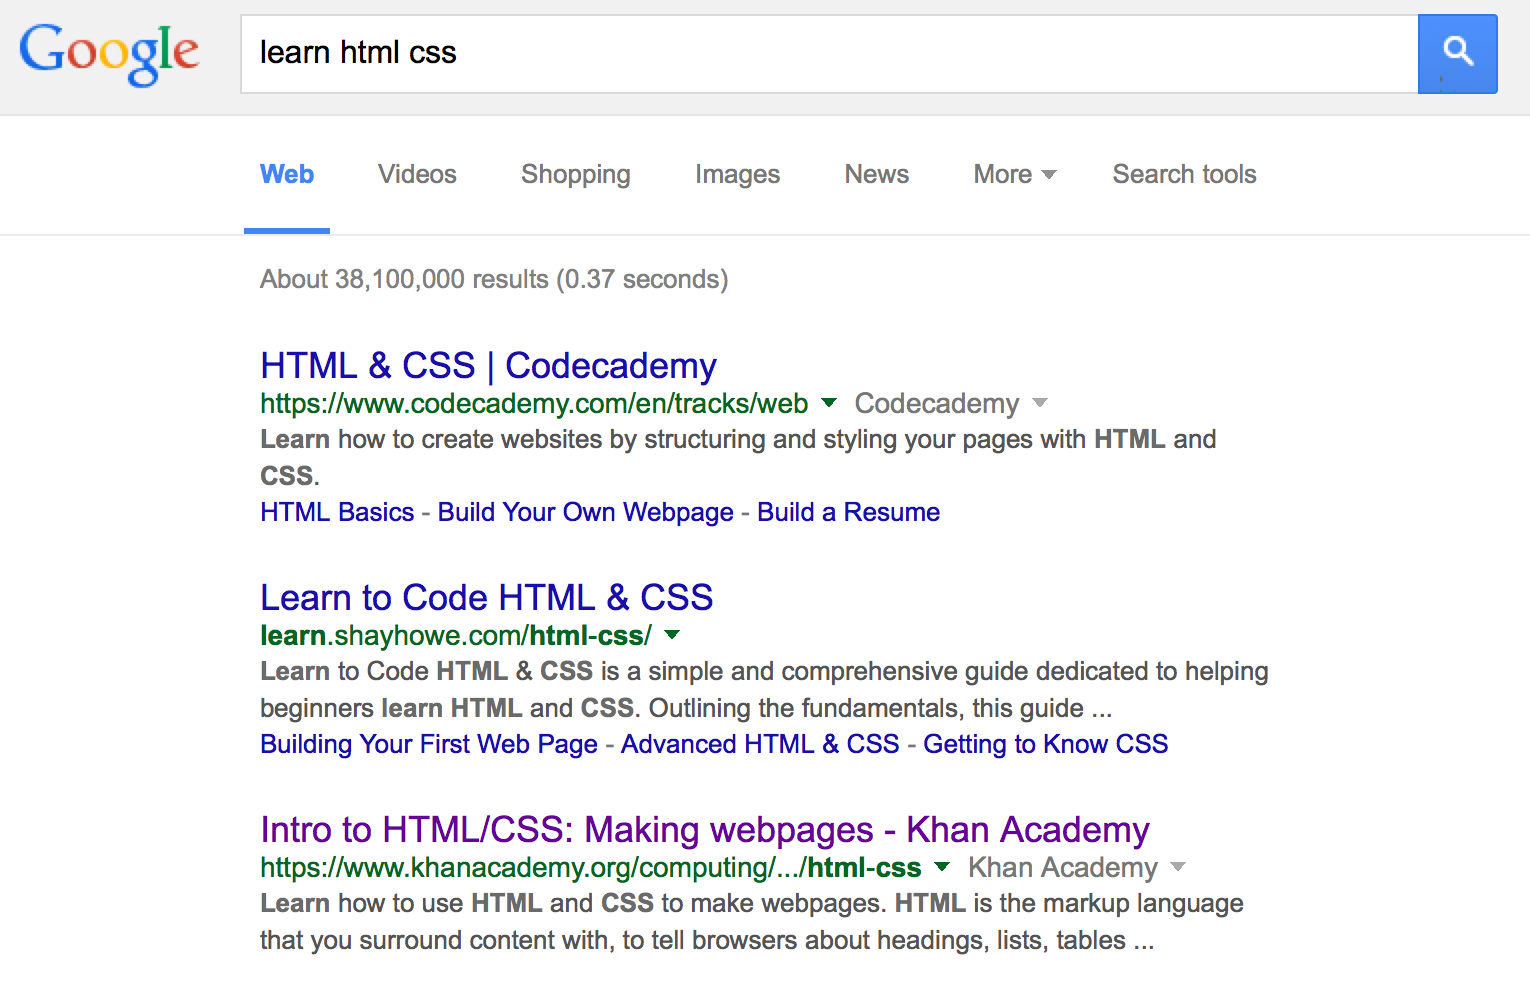 Google
learn html css
Web Videos Shopping Images News More Search tools
About 38,100,000 results (0.37 seconds)
HTML & CSS | Codecademy
https://www.codecademy.com/en/tracks/web Codecademy
Learn how to create websites by structuring and styling your pages with HTML and
CSS.
HTML Basics - Build Your Own Webpage - Build a Resume
Learn to Code HTML & CSS
learn.shayhowe.com/html-css/
Learn to Code HTML & CSS is a simple and comprehensive guide dedicated to helping
beginners learn HTML and CSS. Outlining the fundamentals, this guide ...
Building Your First Web Page - Advanced HTML & CSS - Getting to Know CSS
Intro to HTML/CSS: Making webpages - Khan Academy
https://www.khanacademy.org/computing/.../html-css Khan Academy
Learn how to use HTML and CSS to make webpages. HTML is the markup language
that you surround content with, to tell browsers about headings, lists, tables ...